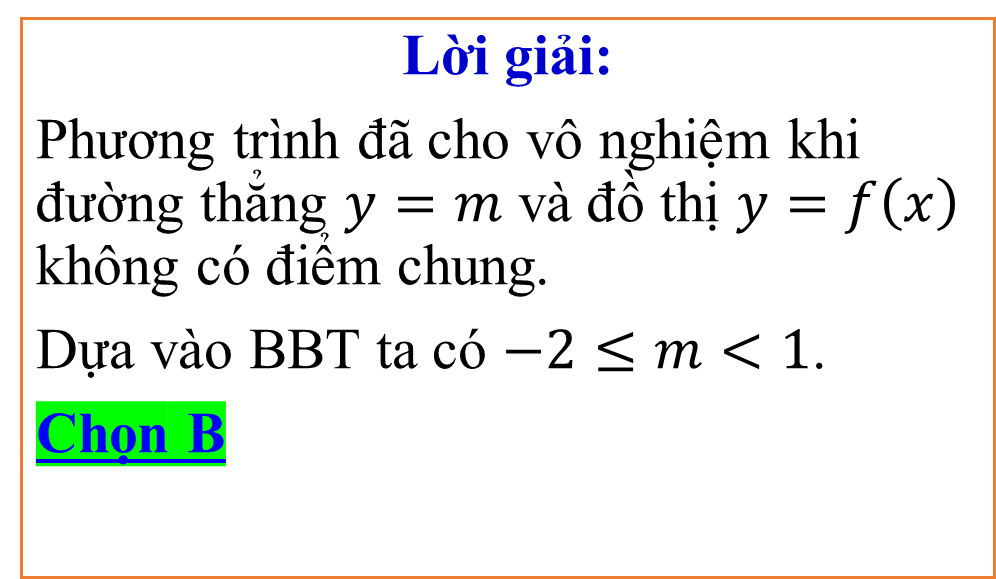 Lời giải:
Phương trình đã cho vô nghiệm khi
đường thẳng y = m và đồ thị y = f(x)
không có điểm chung.
Dựa vào BBT ta có −2 ≤ m < 1.
Chọn B